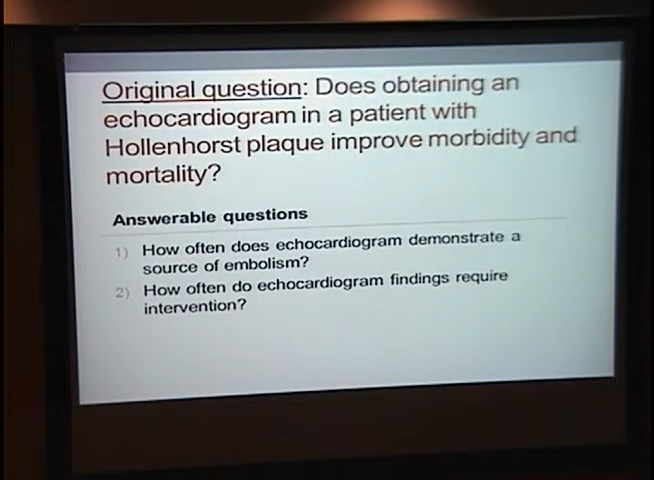 Original question: Does obtaining an
echocardiogram in a patient with
Hollenhorst plaque improve morbidity and
mortality?
Answerable questions
1) How often does echocardiogram demonstrate a
source of embolism?
2) How often do echocardiogram findings require
intervention?